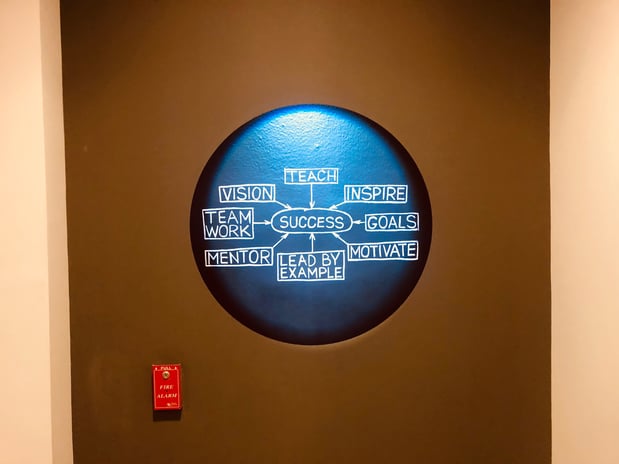 TEACH
VISION
INSPIRE
TEAM
WORK
SUCCESS
GOALS
MENTOR
LEAD BY
EXAMPLE
MOTIVATE
PULL
FIRE
ALARM